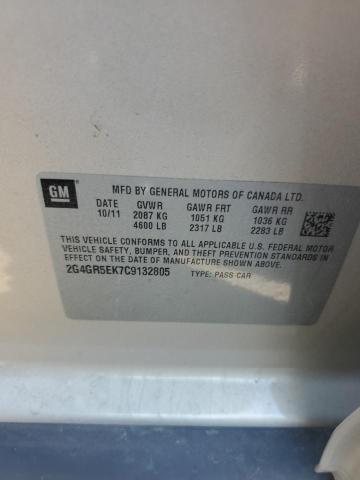 GM
MFD BY GENERAL MOTORS OF CANADA LTD.
DATE GVWR GAWR FRT GAWR RR
10/11 2087 KG 1051 KG 1036 KG
4600 LB 2317 LB 2283 LB
THIS VEHICLE CONFORMS TO ALL APPLICABLE U.S. FEDERAL MOTOR
VEHICLE SAFETY, BUMPER, AND THEFT PREVENTION STANDARDS IN
EFFECT ON THE DATE OF MANUFACTURE SHOWN ABOVE.
2G4GR5EK7C9132805 TYPE: PASS CAR